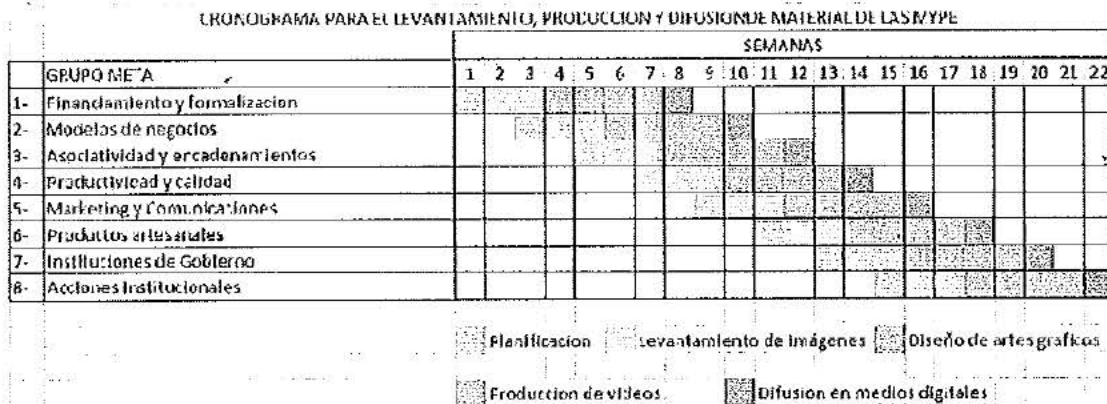 CRONOGRAMA PARA EL LEVANTAMIENTO, PRODUCCION Y DIFUSION DE MATERIAL DE LAS MYPE
SEMANAS
GRUPO META 1 2 3 4 5 6 7 8 9 10 11 12 13 14 15 16 17 18 19 20 21 22
1- Financiamiento y formalizacion
2- Modelos de negocios
3- Asociatividad y encadenamientos
4- Productividad y calidad
5- Marketing y Comunicaciones
6- Productos artesanales
7- Instituciones de Gobierno
8- Acciones Institucionales
Planificacion Levantamiento de imágenes Diseño de artes graficos
Produccion de videos Difusion en medios digitales